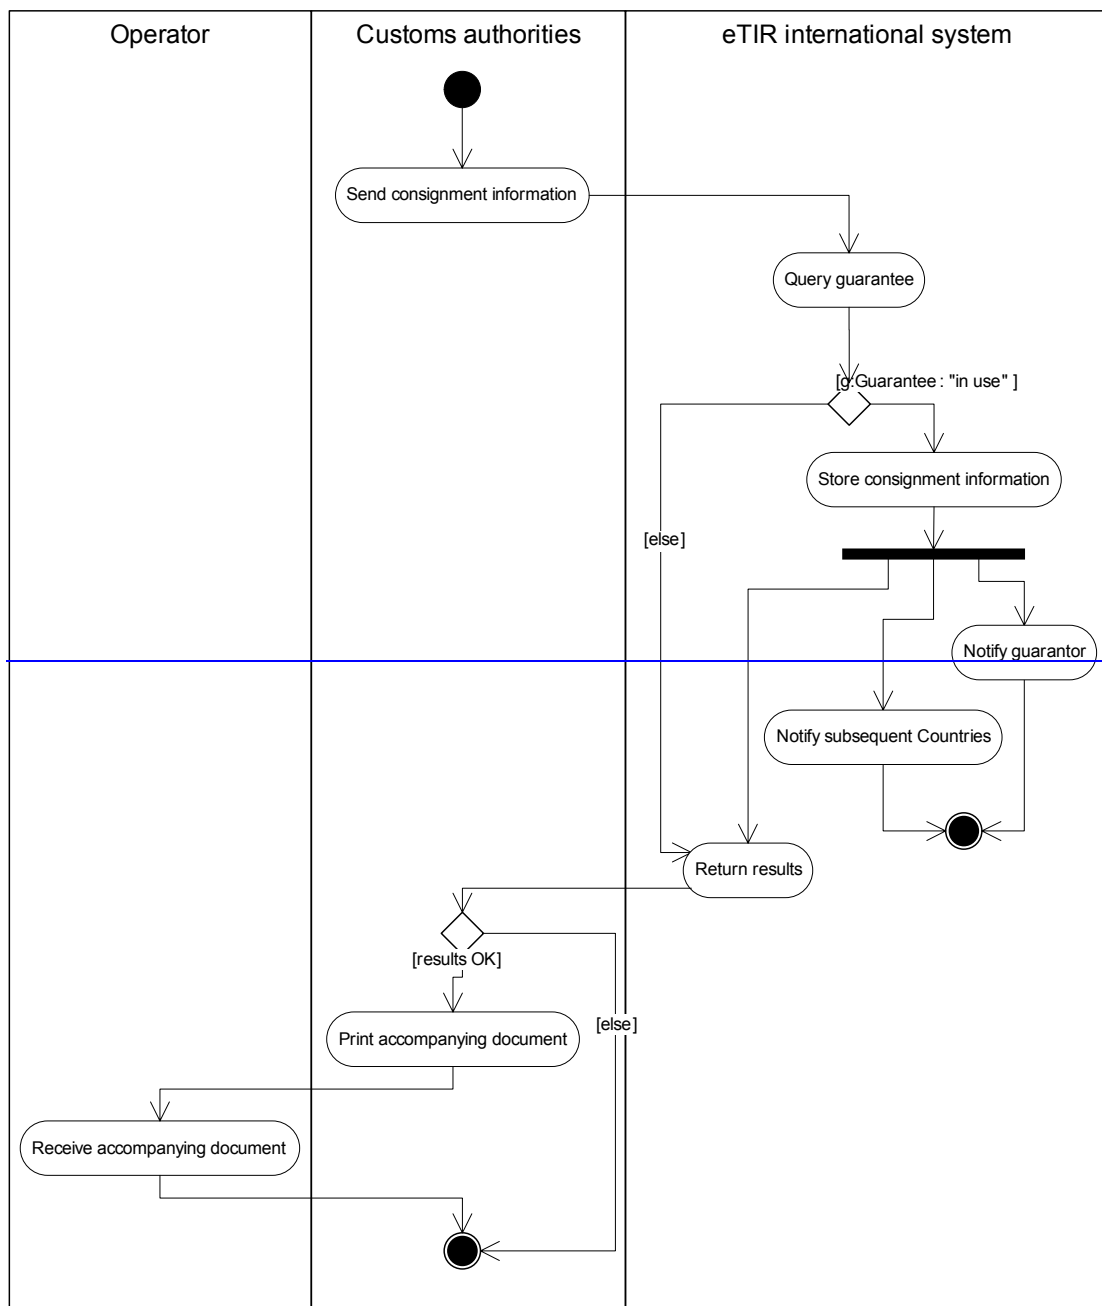 Operator
Customs authorities
eTIR international system
Send consignment information
Query guarantee
[g:Guarantee : "in use" ]
Store consignment information
[else]
Notify guarantor
Notify subsequent Countries
Return results
[results OK]
[else]
Print accompanying document
Receive accompanying document